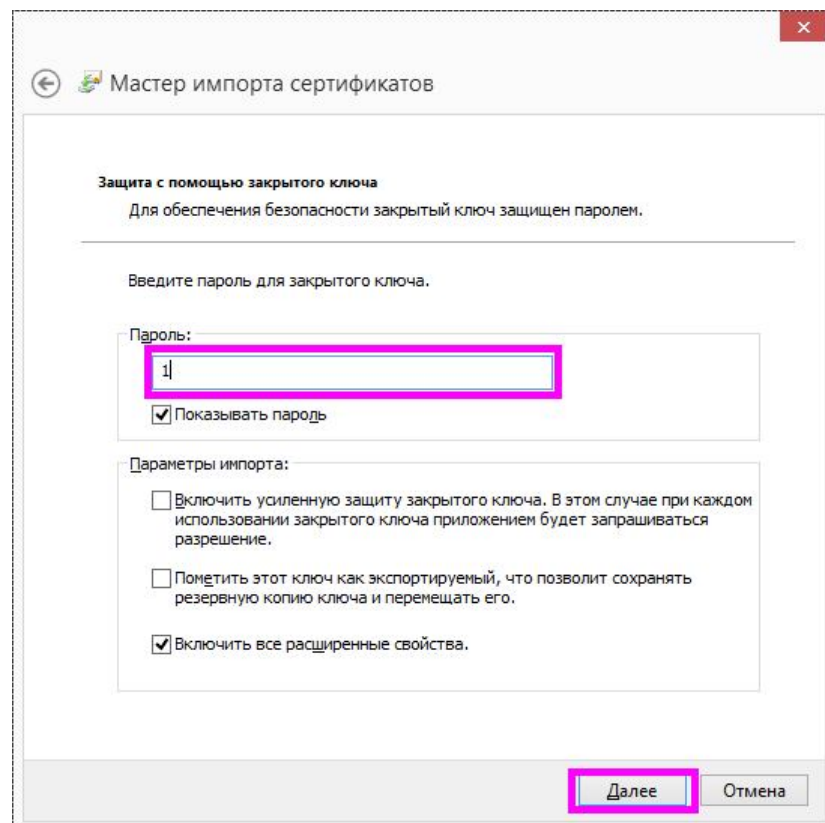 Мастер импорта сертификатов
Защита с помощью закрытого ключа
Для обеспечения безопасности закрытый ключ защищен паролем.
Введите пароль для закрытого ключа.
Пароль:
1
Показывать пароль
Параметры импорта:
Включить усиленную защиту закрытого ключа. В этом случае при каждом
использовании закрытого ключа приложением будет запрашиваться
разрешение.
Пометить этот ключ как экспортируемый, что позволит сохранять
резервную копию ключа и перемещать его.
Включить все расширенные свойства.
Далее
Отмена